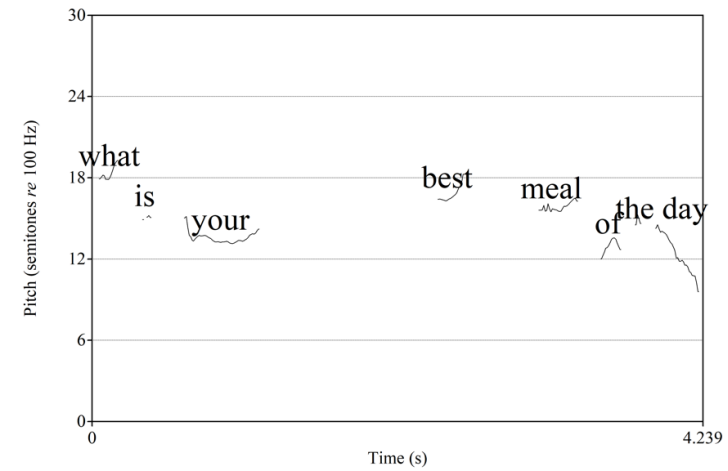 30
24
18
12
6
0
Pitch (semitones re 100 Hz)
what is your best meal of the day
0
4.239
Time (s)